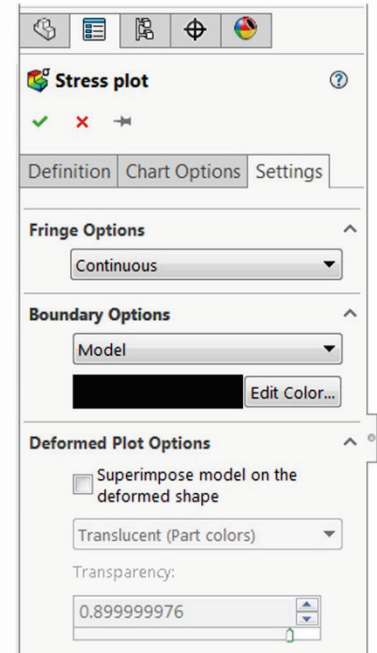 Stress plot
Definition Chart Options Settings
Fringe Options
Continuous
Boundary Options
Model
Edit Color...
Deformed Plot Options
Superimpose model on the
deformed shape
Translucent (Part colors)
Transparency:
0.899999976